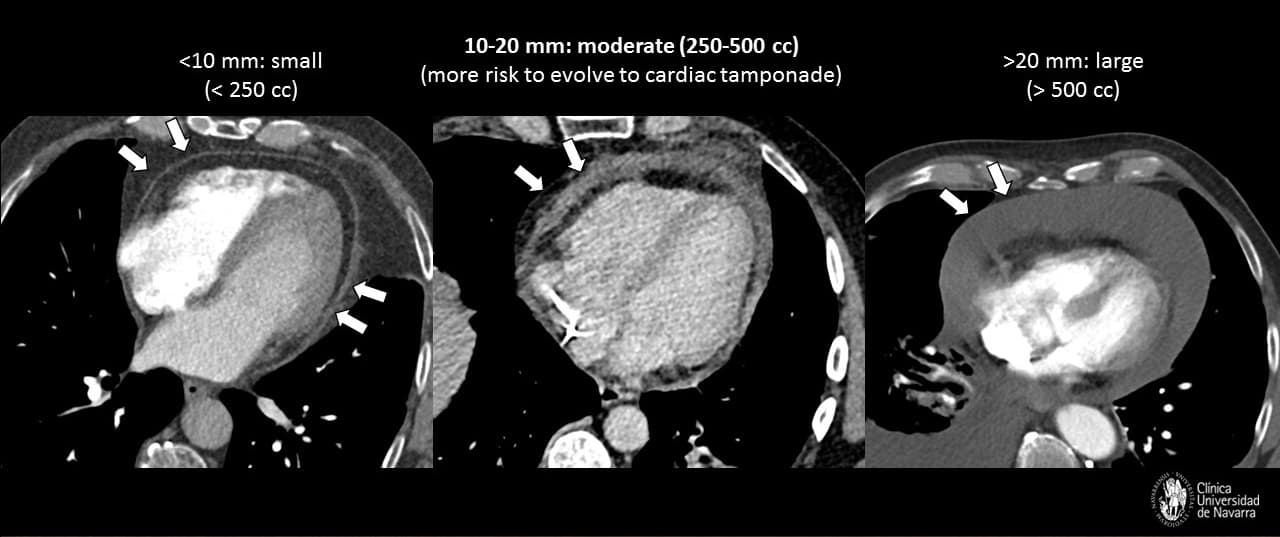 <10 mm: small
(< 250 cc)
10-20 mm: moderate (250-500 cc)
(more risk to evolve to cardiac tamponade)
>20 mm: large
(> 500 cc)
Clínica
Universidad
de Navarra